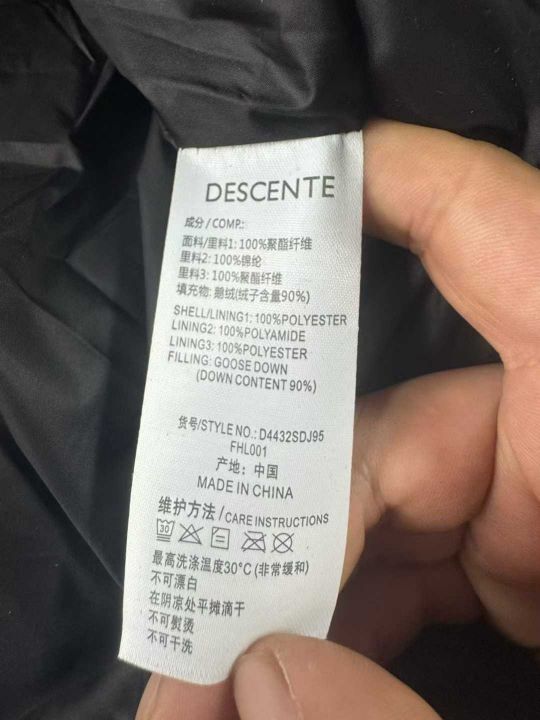 DESCENTE
成分/COMP.:
面料/里料1: 100%聚酯纤维
里料2: 100%锦纶
里料3: 100%聚酯纤维
填充物: 鹅绒(绒子含量90%)
SHELL/LINING1: 100%POLYESTER
LINING2: 100%POLYAMIDE
LINING3: 100%POLYESTER
FILLING: GOOSE DOWN
(DOWN CONTENT 90%)
货号/STYLE NO.: D4432SDJ95
FHL001
产地: 中国
MADE IN CHINA
维护方法/CARE INSTRUCTIONS
30
最高洗涤温度30°C(非常缓和)
不可漂白
在阴凉处平摊滴干
不可熨烫
不可干洗